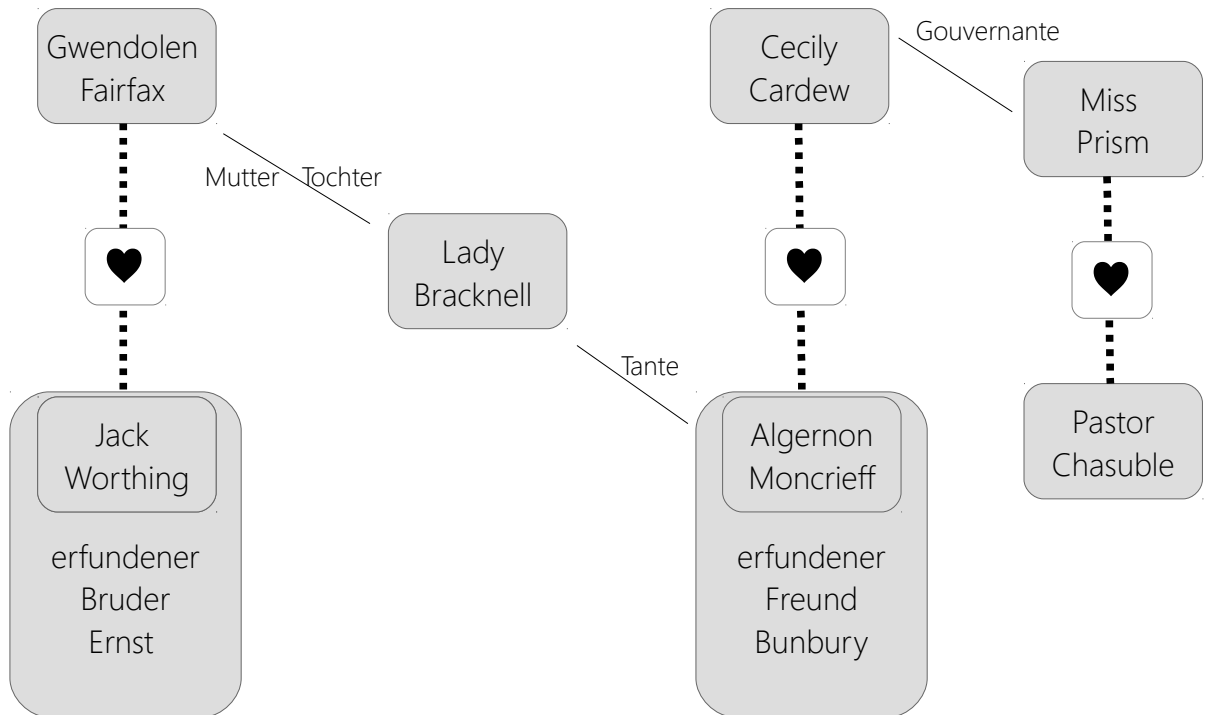 Gwendolen
Fairfax
Cecily
Cardew
Gouvernante
Miss
Prism
Mutter Tochter
Lady
Bracknell
Tante
Jack
Worthing
Algernon
Moncrieff
Pastor
Chasuble
erfundener
Bruder
Ernst
erfundener
Freund
Bunbury